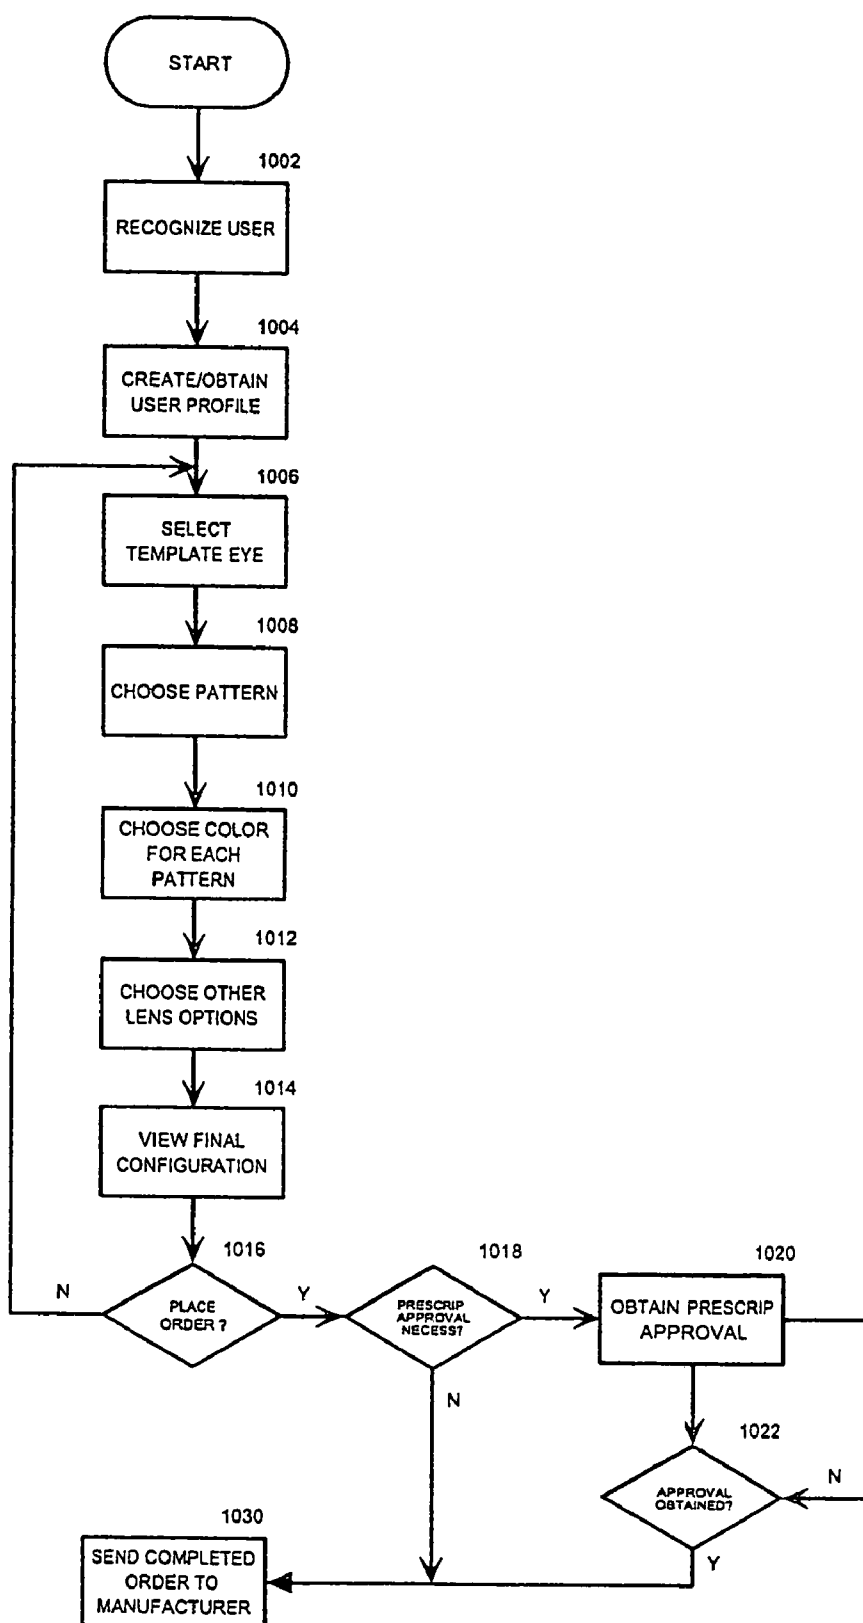 START
1002
RECOGNIZE USER
1004
CREATE/OBTAIN
USER PROFILE
1006
SELECT
TEMPLATE EYE
1008
CHOOSE PATTERN
1010
CHOOSE COLOR
FOR EACH
PATTERN
1012
CHOOSE OTHER
LENS OPTIONS
1014
VIEW FINAL
CONFIGURATION
1016
PLACE
ORDER ?
N
Y
1018
PRESCRIP
APPROVAL
NECESS?
Y
N
1020
OBTAIN PRESCRIP
APPROVAL
1022
APPROVAL
OBTAINED?
N
Y
1030
SEND COMPLETED
ORDER TO
MANUFACTURER